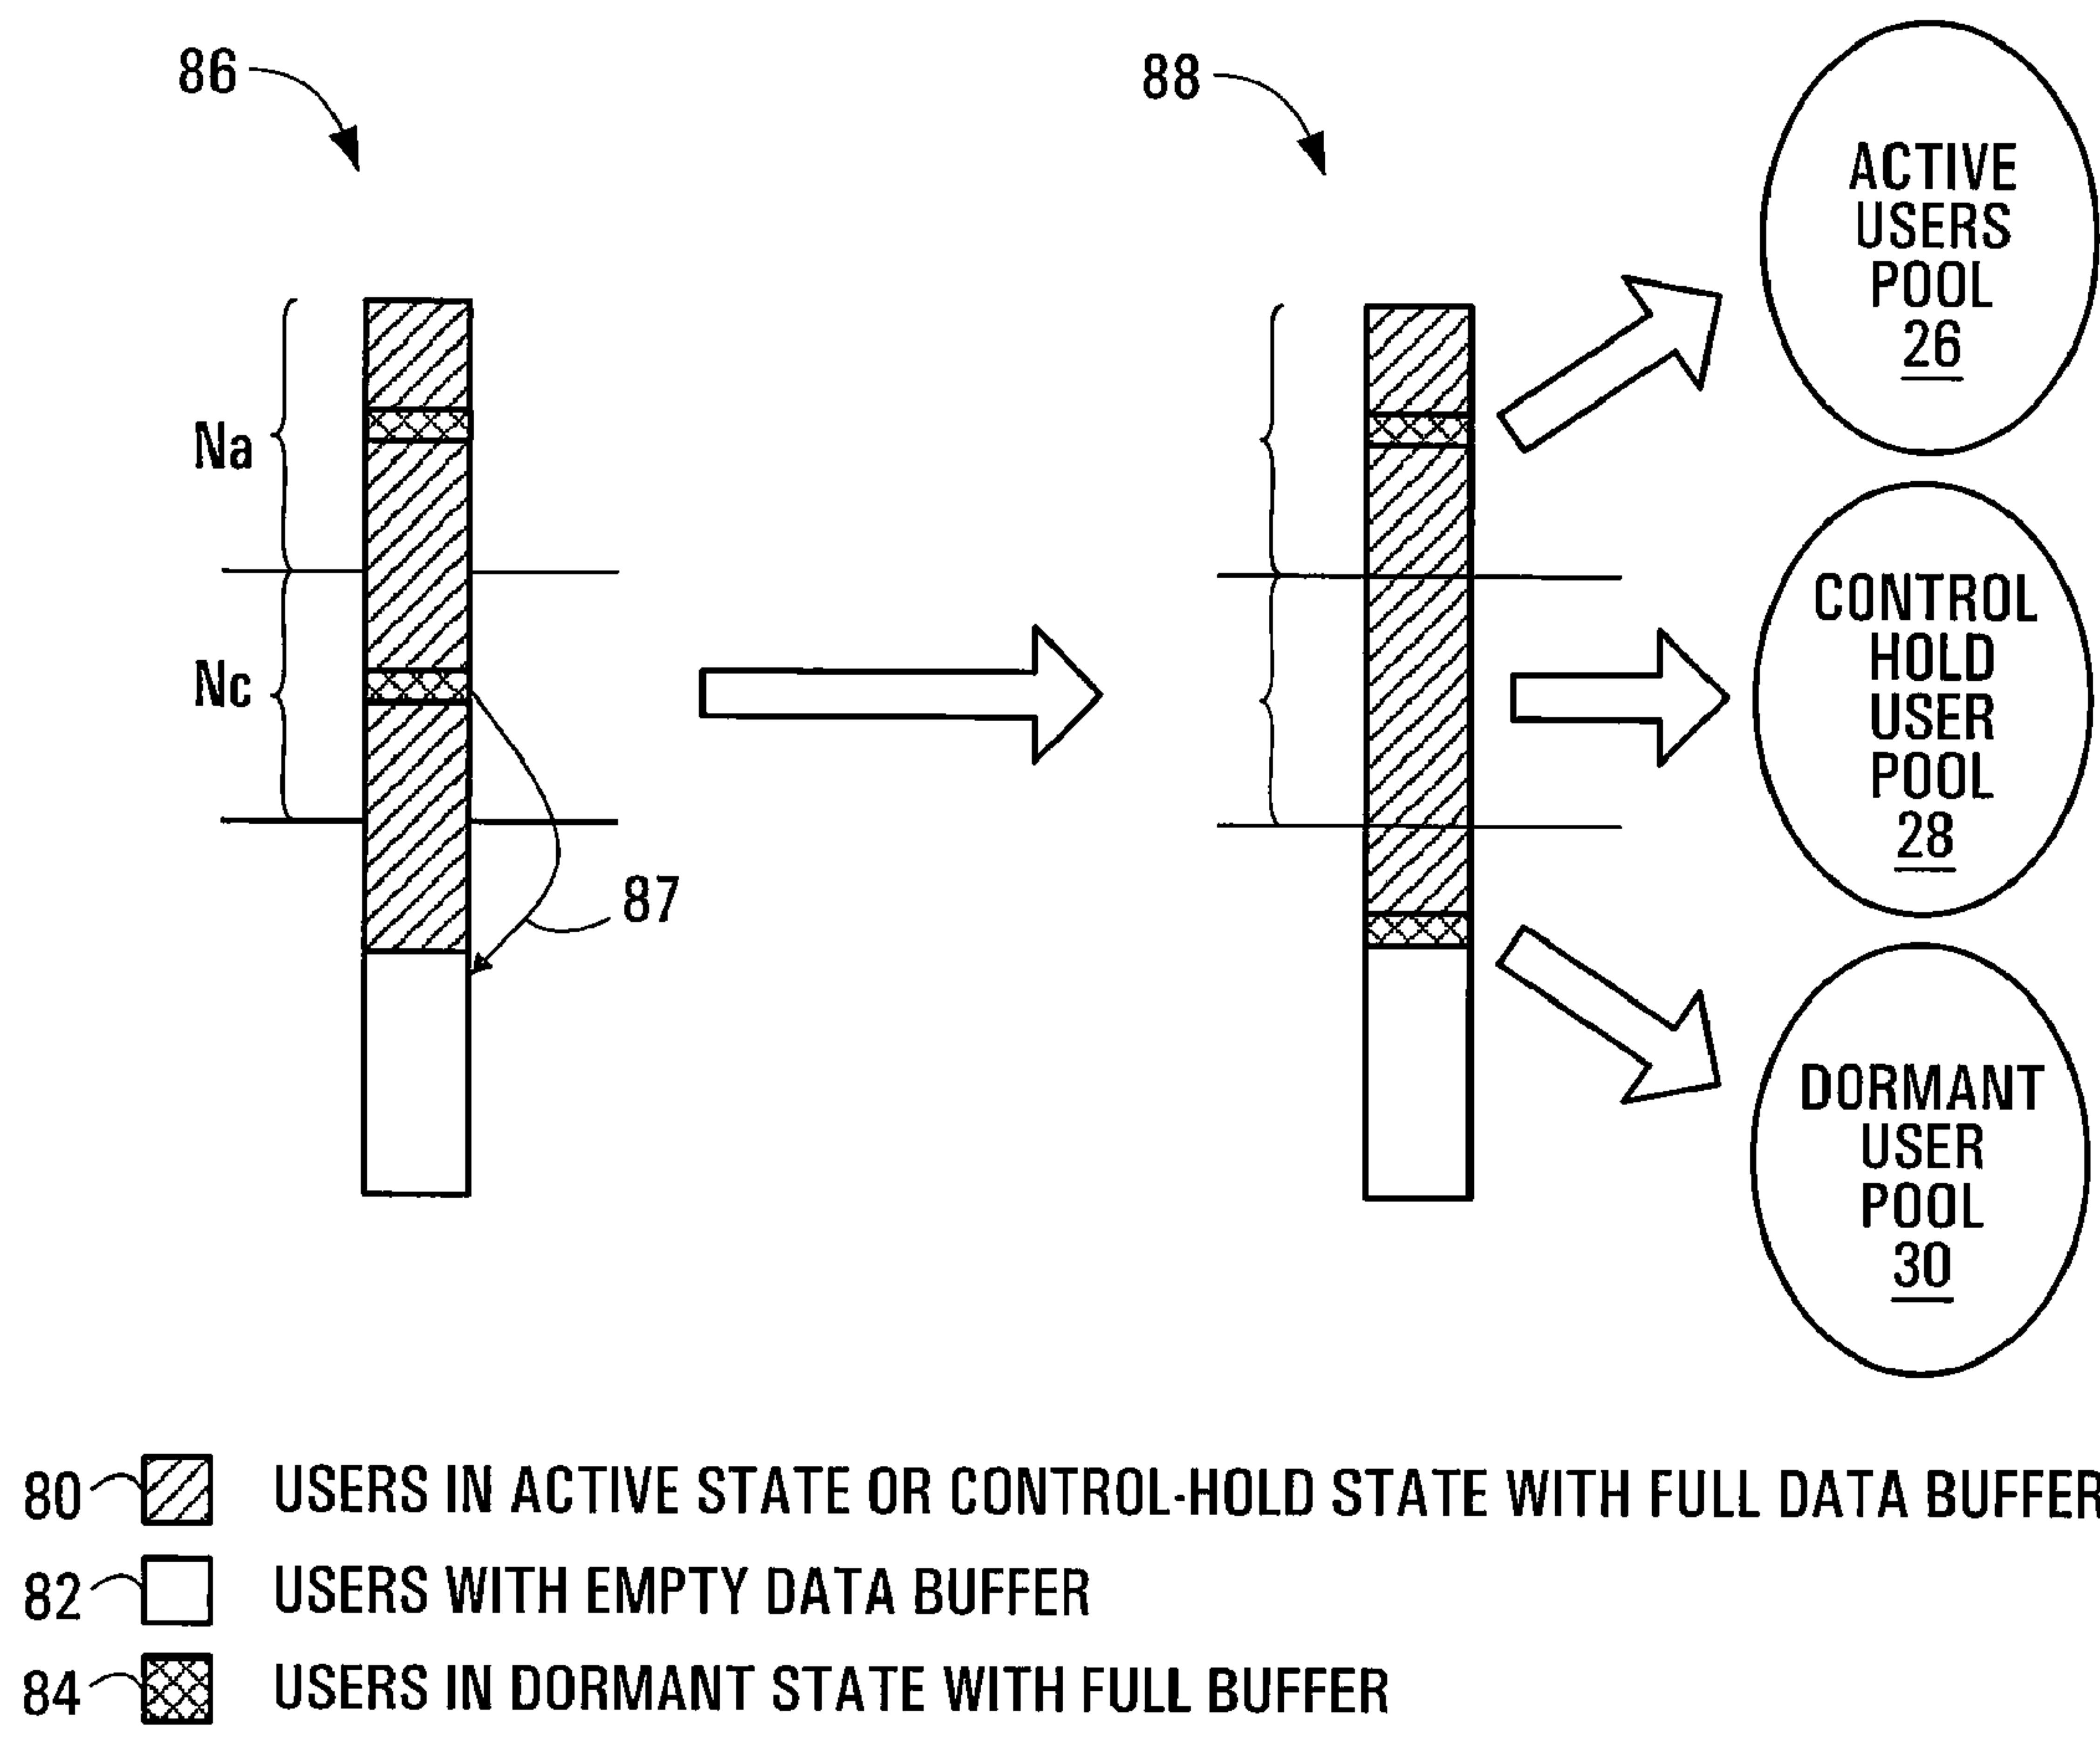 86
88
ACTIVE
USERS
POOL
26
Na
CONTROL
HOLD
USER
POOL
28
Nc
87
DORMANT
USER
POOL
30
80 USERS IN ACTIVE STATE OR CONTROL-HOLD STATE WITH FULL DATA BUFFER
82 USERS WITH EMPTY DATA BUFFER
84 USERS IN DORMANT STATE WITH FULL BUFFER